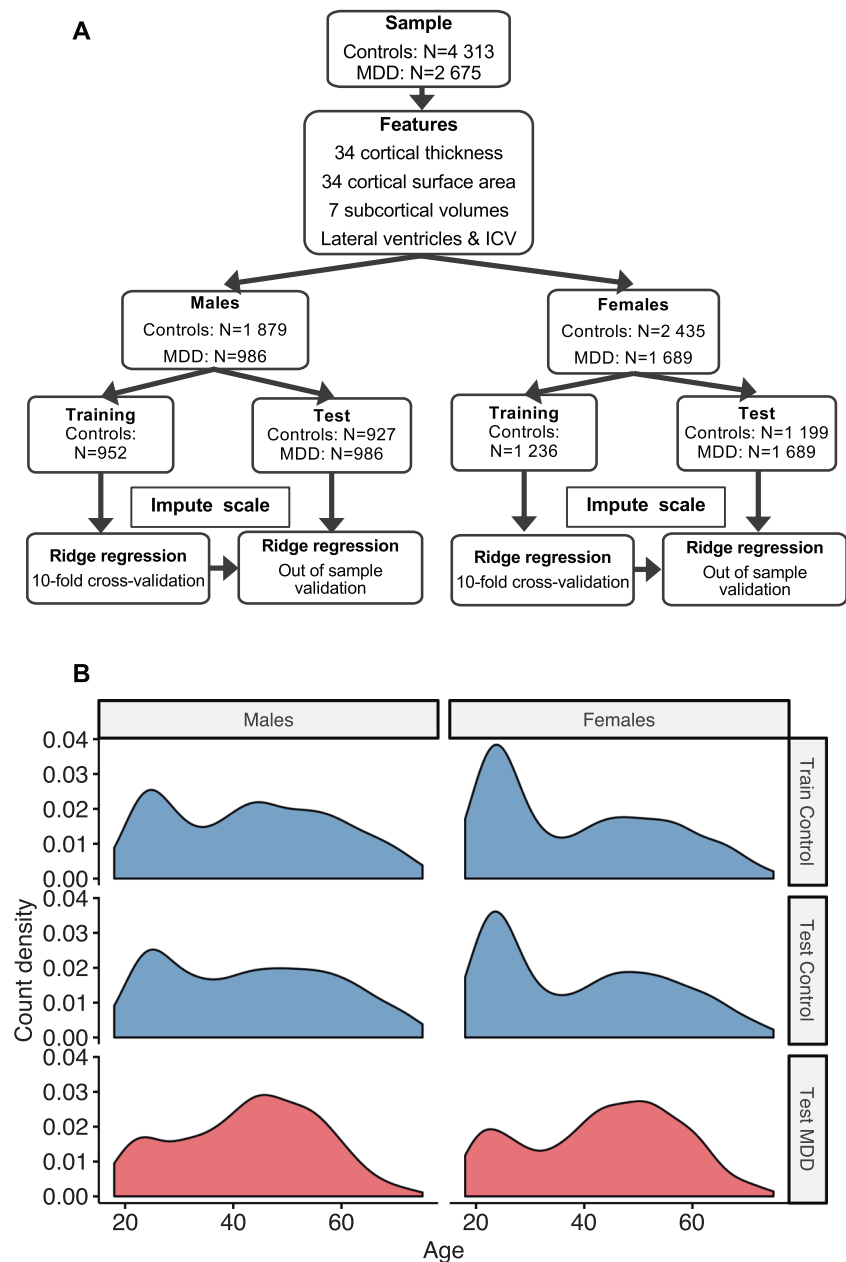 A
Sample
Controls: N=4 313
MDD: N=2 675
Features
34 cortical thickness
34 cortical surface area
7 subcortical volumes
Lateral ventricles & ICV
Males
Controls: N=1 879
MDD: N=986
Females
Controls: N=2 435
MDD: N=1 689
Training
Controls:
N=952
Test
Controls: N=927
MDD: N=986
Training
Controls:
N=1 236
Test
Controls: N=1 199
MDD: N=1 689
Impute scale
Impute scale
Ridge regression
10-fold cross-validation
Ridge regression
Out of sample
validation
Ridge regression
10-fold cross-validation
Ridge regression
Out of sample
validation
B
Males
Females
Count density
0.04
0.03
0.02
0.01
0.00
Train Control
0.04
0.03
0.02
0.01
0.00
Test Control
0.04
0.03
0.02
0.01
0.00
Test MDD
20 40 60
20 40 60
Age